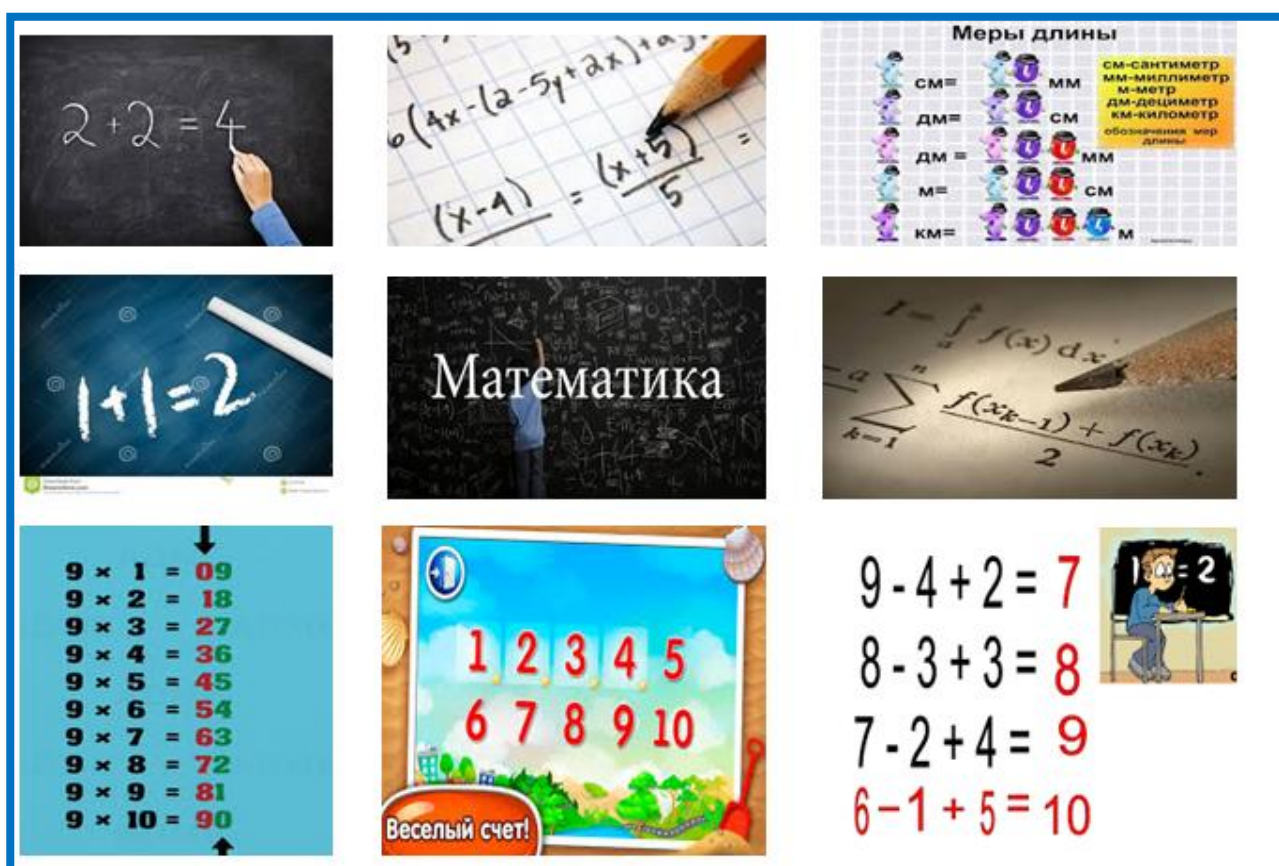 2 + 2 = 4
6(4x-(2-5y+2x)
(x-4) = (x+5) =
5
Меры длины
см= мм
дм= см
дм = мм
м= см
км= м
см-сантиметр
мм-миллиметр
м-метр
дм-дециметр
км-километр
обозначения мер
длины
1+1=2
Математика
I = ∫ f(x) dx
n
∑ f(xk-1) + f(xk)
k=1
2
9 × 1 = 09
9 × 2 = 18
9 × 3 = 27
9 × 4 = 36
9 × 5 = 45
9 × 6 = 54
9 × 7 = 63
9 × 8 = 72
9 × 9 = 81
9 × 10 = 90
1 2 3 4 5
6 7 8 9 10
Веселый счет!
9 - 4 + 2 = 7
8 - 3 + 3 = 8
7 - 2 + 4 = 9
6 - 1 + 5 = 10
1 = 2